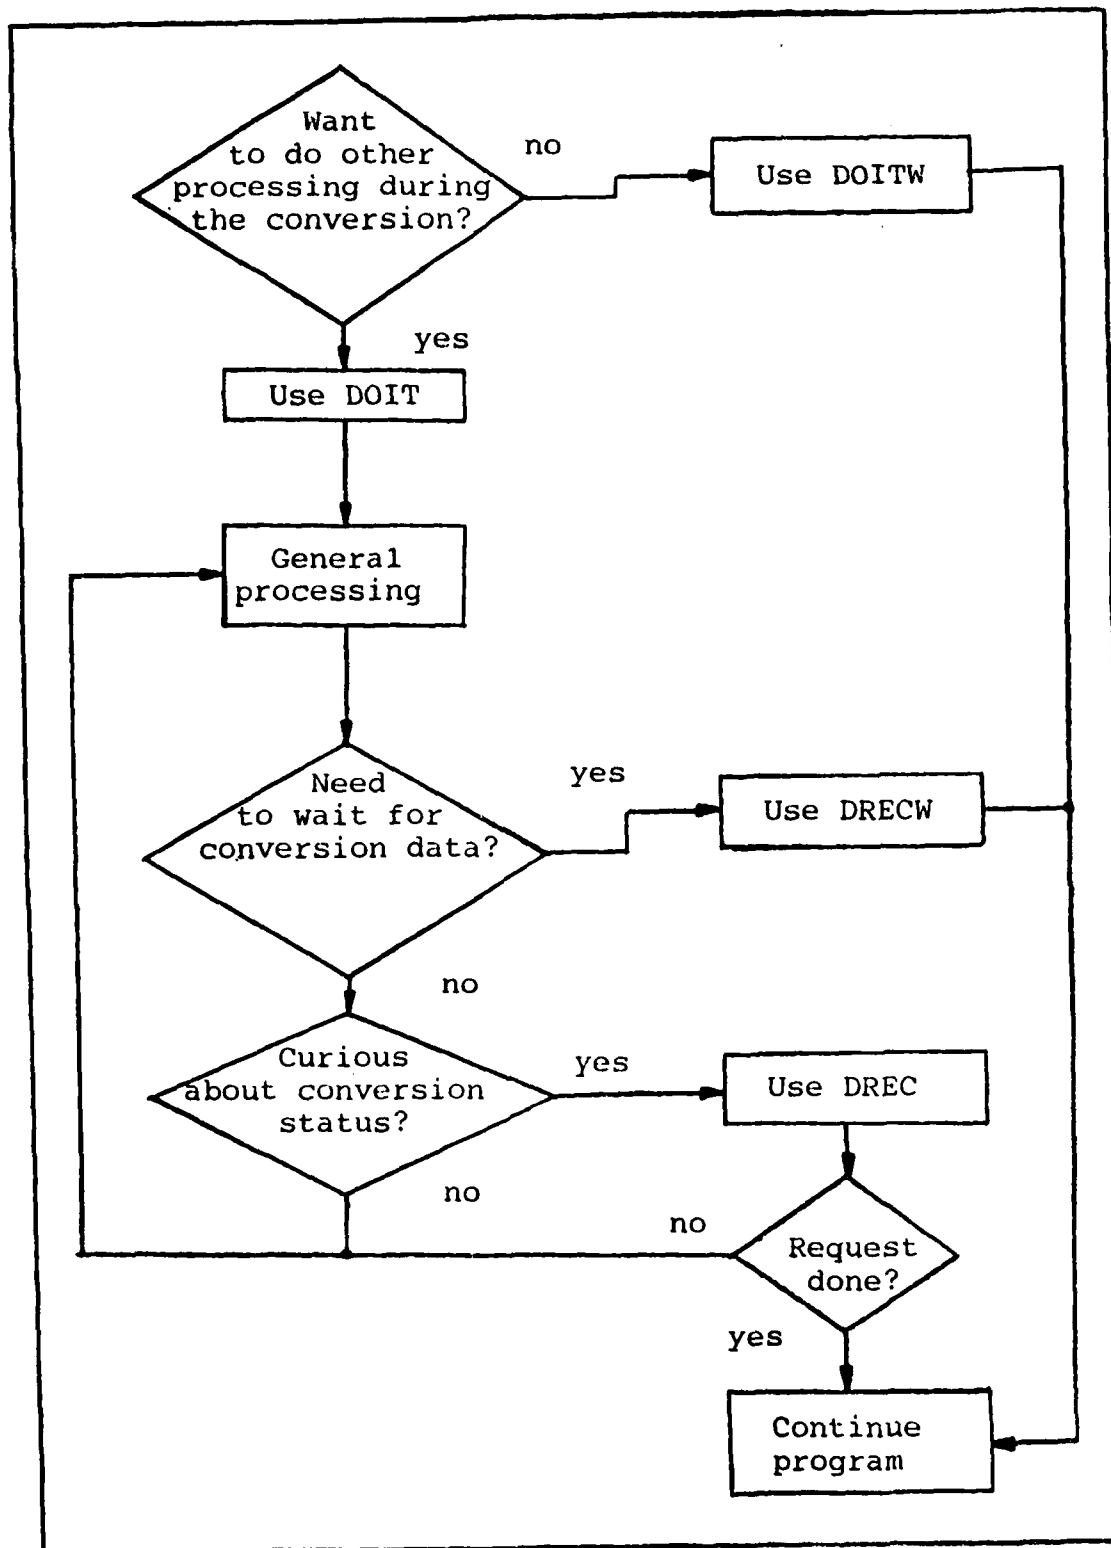 Want
to do other
processing during
the conversion?
no
Use DOITW
yes
Use DOIT
General
processing
Need
to wait for
conversion data?
yes
Use DRECW
no
Curious
about conversion
status?
yes
Use DREC
no
no
Request
done?
yes
Continue
program